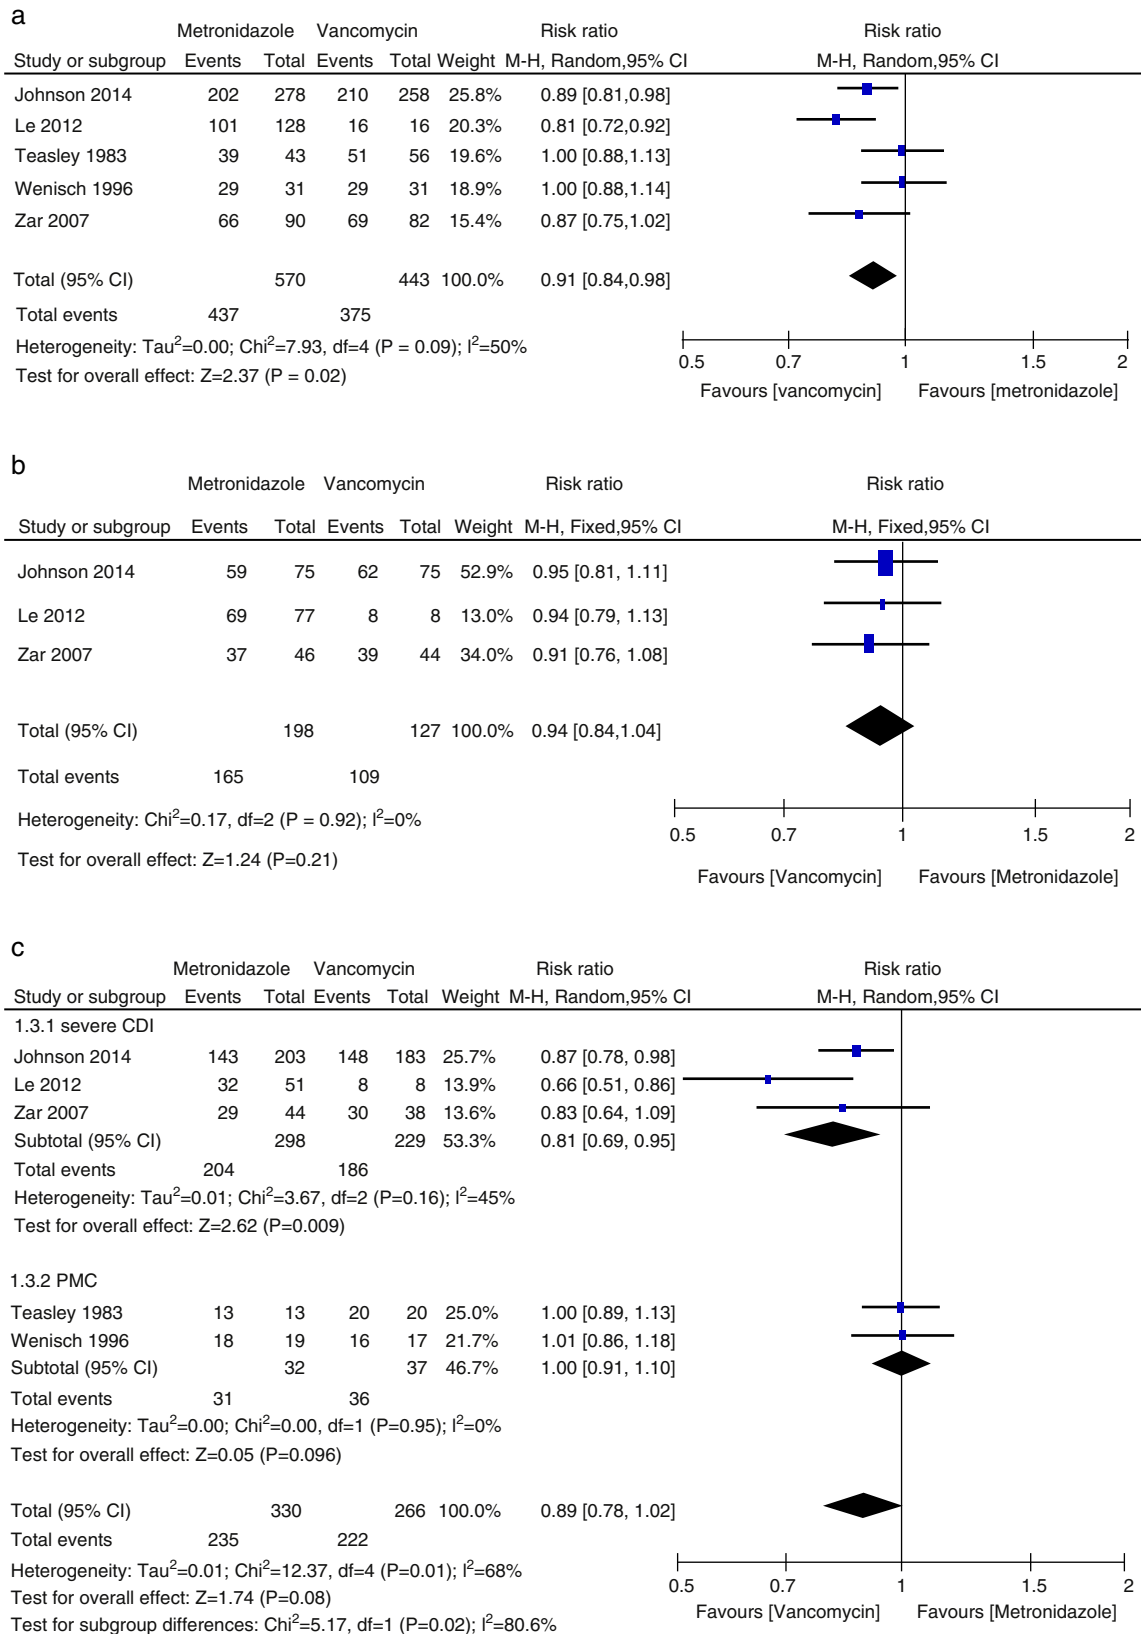 a
Metronidazole Vancomycin Risk ratio Risk ratio
Study or subgroup Events Total Events Total Weight M-H, Random,95% CI M-H, Random,95% CI
Johnson 2014 202 278 210 258 25.8% 0.89 [0.81,0.98]
Le 2012 101 128 16 16 20.3% 0.81 [0.72,0.92]
Teasley 1983 39 43 51 56 19.6% 1.00 [0.88,1.13]
Wenisch 1996 29 31 29 31 18.9% 1.00 [0.88,1.14]
Zar 2007 66 90 69 82 15.4% 0.87 [0.75,1.02]
Total (95% CI) 570 443 100.0% 0.91 [0.84,0.98]
Total events 437 375
Heterogeneity: Tau²=0.00; Chi²=7.93, df=4 (P = 0.09); I²=50%
Test for overall effect: Z=2.37 (P = 0.02)
0.5 0.7 1 1.5 2
Favours [vancomycin] Favours [metronidazole]
b
Metronidazole Vancomycin Risk ratio Risk ratio
Study or subgroup Events Total Events Total Weight M-H, Fixed,95% CI M-H, Fixed,95% CI
Johnson 2014 59 75 62 75 52.9% 0.95 [0.81, 1.11]
Le 2012 69 77 8 8 13.0% 0.94 [0.79, 1.13]
Zar 2007 37 46 39 44 34.0% 0.91 [0.76, 1.08]
Total (95% CI) 198 127 100.0% 0.94 [0.84,1.04]
Total events 165 109
Heterogeneity: Chi²=0.17, df=2 (P = 0.92); I²=0%
Test for overall effect: Z=1.24 (P=0.21)
0.5 0.7 1 1.5 2
Favours [Vancomycin] Favours [Metronidazole]
c
Metronidazole Vancomycin Risk ratio Risk ratio
Study or subgroup Events Total Events Total Weight M-H, Random,95% CI M-H, Random,95% CI
1.3.1 severe CDI
Johnson 2014 143 203 148 183 25.7% 0.87 [0.78, 0.98]
Le 2012 32 51 8 8 13.9% 0.66 [0.51, 0.86]
Zar 2007 29 44 30 38 13.6% 0.83 [0.64, 1.09]
Subtotal (95% CI) 298 229 53.3% 0.81 [0.69, 0.95]
Total events 204 186
Heterogeneity: Tau²=0.01; Chi²=3.67, df=2 (P=0.16); I²=45%
Test for overall effect: Z=2.62 (P=0.009)
1.3.2 PMC
Teasley 1983 13 13 20 20 25.0% 1.00 [0.89, 1.13]
Wenisch 1996 18 19 16 17 21.7% 1.01 [0.86, 1.18]
Subtotal (95% CI) 32 37 46.7% 1.00 [0.91, 1.10]
Total events 31 36
Heterogeneity: Tau²=0.00; Chi²=0.00, df=1 (P=0.95); I²=0%
Test for overall effect: Z=0.05 (P=0.096)
Total (95% CI) 330 266 100.0% 0.89 [0.78, 1.02]
Total events 235 222
Heterogeneity: Tau²=0.01; Chi²=12.37, df=4 (P=0.01); I²=68%
Test for overall effect: Z=1.74 (P=0.08)
Test for subgroup differences: Chi²=5.17, df=1 (P=0.02); I²=80.6%
0.5 0.7 1 1.5 2
Favours [Vancomycin] Favours [Metronidazole]